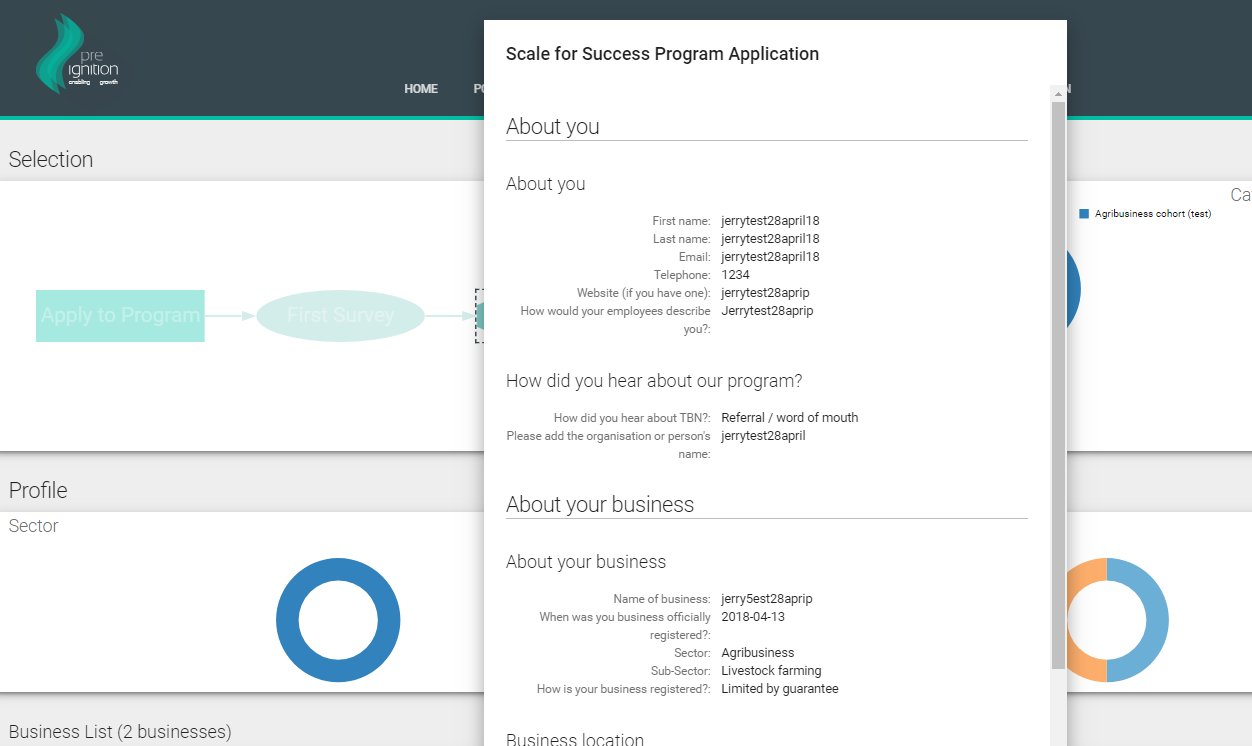 pre
ignition
enabling growth
HOME
Selection
Apply to Program
First Survey
Agribusiness cohort (test)
Profile
Sector
Business List (2 businesses)
Scale for Success Program Application
About you
About you
First name: jerrytest28april18
Last name: jerrytest28april18
Email: jerrytest28april18
Telephone: 1234
Website (if you have one): jerrytest28aprip
How would your employees describe Jerrytest28aprip
you?:
How did you hear about our program?
How did you hear about TBN?: Referral / word of mouth
Please add the organisation or person's jerrytest28april
name:
About your business
About your business
Name of business: jerry5est28aprip
When was you business officially 2018-04-13
registered?:
Sector: Agribusiness
Sub-Sector: Livestock farming
How is your business registered?: Limited by guarantee
Business location